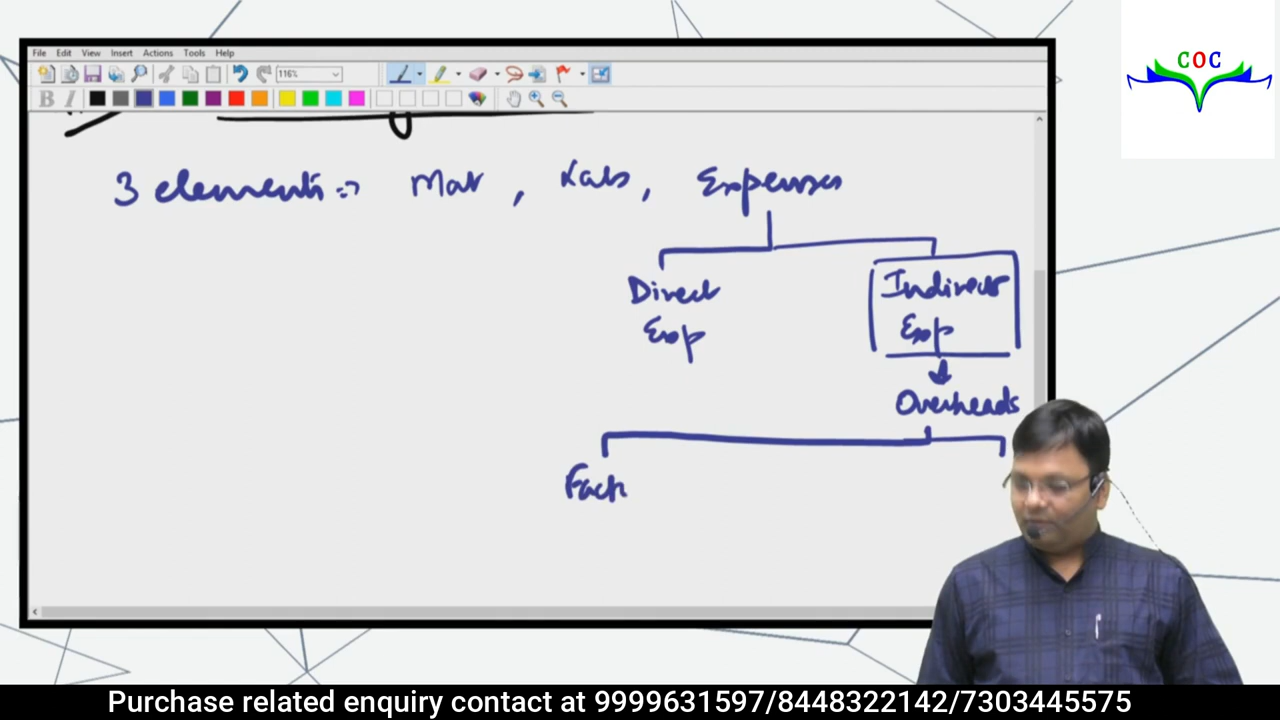 COC
File Edit View Insert Actions Tools Help
116%
B I
3 elements => Mat, Lab, Expenses
Direct Indirect
Exp Exp
Overheads
Fact
Purchase related enquiry contact at 9999631597/8448322142/7303445575